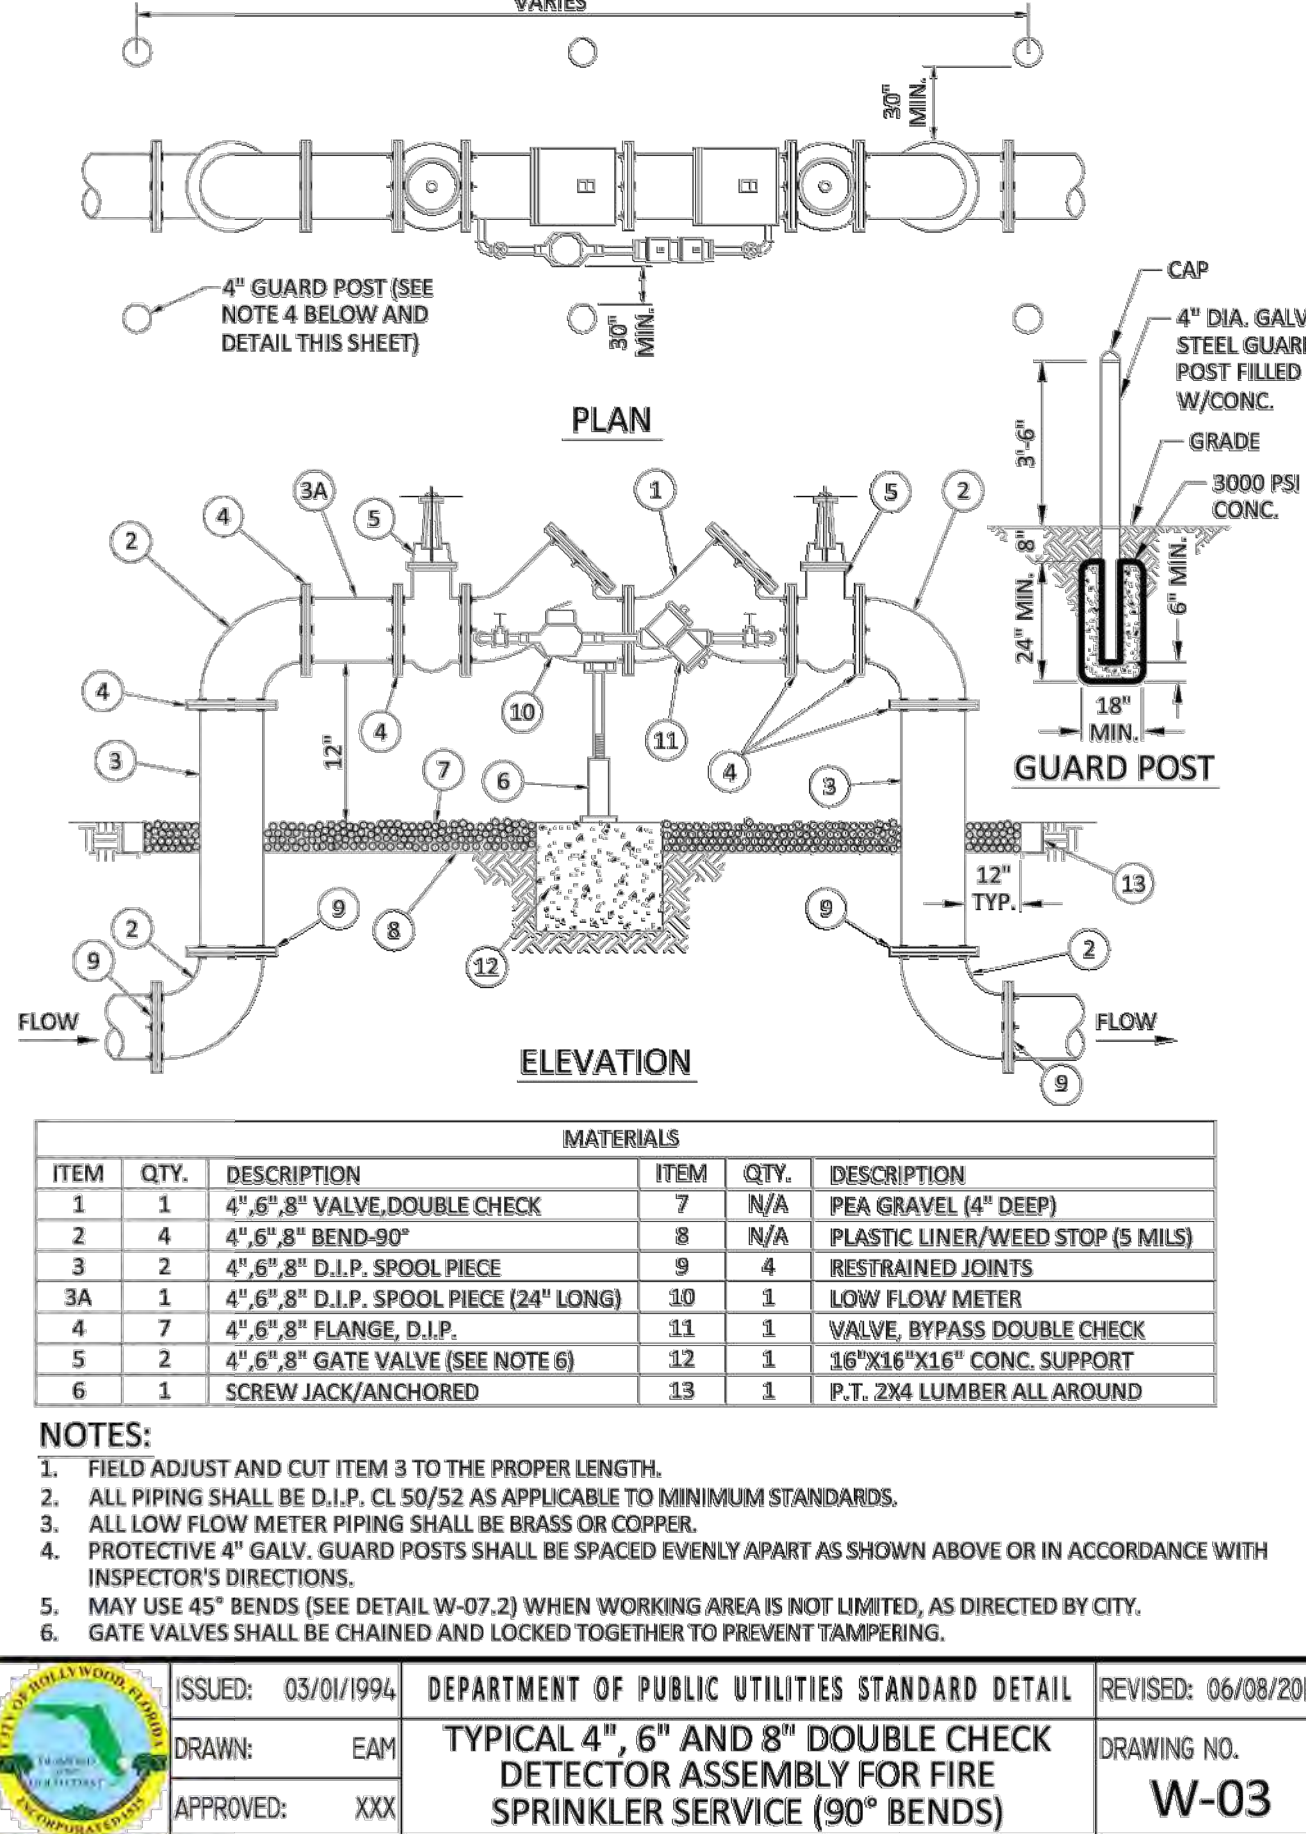 VARIES
30"
MIN.
4" GUARD POST (SEE
NOTE 4 BELOW AND
DETAIL THIS SHEET)
30"
MIN.
CAP
4" DIA. GALV
STEEL GUAR
POST FILLED
W/CONC.
GRADE
3000 PSI
CONC.
3'-6"
8"
24" MIN.
6" MIN.
18"
MIN.
GUARD POST
PLAN
3A
1
5
2
4
5
2
4
3
4
12"
7
6
10
11
4
3
12"
TYP.
13
9
8
12
9
2
9
2
9
FLOW
FLOW
ELEVATION
MATERIALS
ITEM QTY. DESCRIPTION ITEM QTY. DESCRIPTION
1 1 4",6",8" VALVE,DOUBLE CHECK 7 N/A PEA GRAVEL (4" DEEP)
2 4 4",6",8" BEND-90° 8 N/A PLASTIC LINER/WEED STOP (5 MILS)
3 2 4",6",8" D.I.P. SPOOL PIECE 9 4 RESTRAINED JOINTS
3A 1 4",6",8" D.I.P. SPOOL PIECE (24" LONG) 10 1 LOW FLOW METER
4 7 4",6",8" FLANGE, D.I.P. 11 1 VALVE, BYPASS DOUBLE CHECK
5 2 4",6",8" GATE VALVE (SEE NOTE 6) 12 1 16"X16"X16" CONC. SUPPORT
6 1 SCREW JACK/ANCHORED 13 1 P.T. 2X4 LUMBER ALL AROUND
NOTES:
1. FIELD ADJUST AND CUT ITEM 3 TO THE PROPER LENGTH.
2. ALL PIPING SHALL BE D.I.P. CL 50/52 AS APPLICABLE TO MINIMUM STANDARDS.
3. ALL LOW FLOW METER PIPING SHALL BE BRASS OR COPPER.
4. PROTECTIVE 4" GALV. GUARD POSTS SHALL BE SPACED EVENLY APART AS SHOWN ABOVE OR IN ACCORDANCE WITH
INSPECTOR'S DIRECTIONS.
5. MAY USE 45° BENDS (SEE DETAIL W-07.2) WHEN WORKING AREA IS NOT LIMITED, AS DIRECTED BY CITY.
6. GATE VALVES SHALL BE CHAINED AND LOCKED TOGETHER TO PREVENT TAMPERING.
CITY OF HOLLYWOOD, FLORIDA
INCORPORATED
ISSUED: 03/01/1994
DRAWN: EAM
APPROVED: XXX
DEPARTMENT OF PUBLIC UTILITIES STANDARD DETAIL
TYPICAL 4", 6" AND 8" DOUBLE CHECK
DETECTOR ASSEMBLY FOR FIRE
SPRINKLER SERVICE (90° BENDS)
REVISED: 06/08/20
DRAWING NO.
W-03